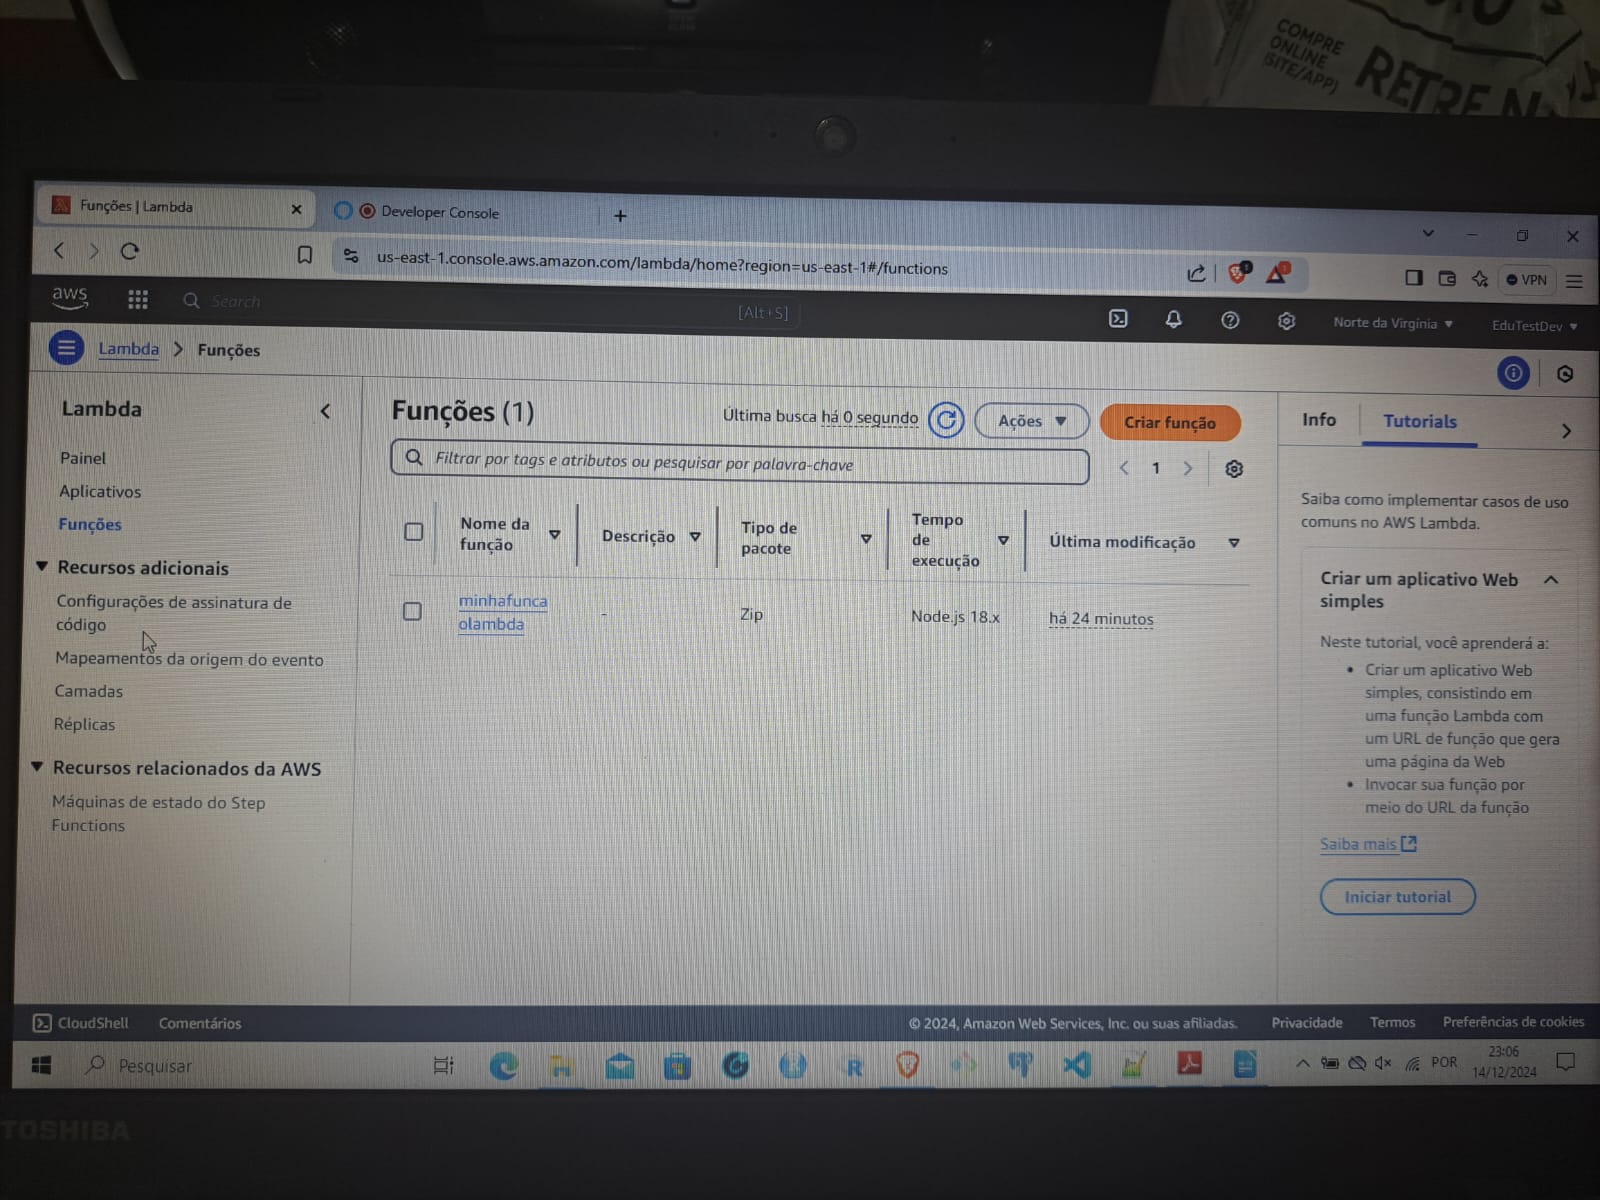 COMPRE
ONLINE
(SITE/APP)
Funções | Lambda
Developer Console
us-east-1.console.aws.amazon.com/lambda/home?region=us-east-1#/functions
VPN
aws
Search
[Alt+S]
Norte da Virgínia
EduTestDev
Lambda
Funções
Lambda
Painel
Aplicativos
Funções
Recursos adicionais
Configurações de assinatura de
código
Mapeamentos da origem do evento
Camadas
Réplicas
Recursos relacionados da AWS
Máquinas de estado do Step
Functions
Funções (1)
Última busca há 0 segundo
Ações
Criar função
Filtrar por tags e atributos ou pesquisar por palavra-chave
1
Nome da
função
Descrição
Tipo de
pacote
Tempo
de
execução
Última modificação
minhafunca
olambda
-
Zip
Node.js 18.x
há 24 minutos
Info
Tutorials
Saiba como implementar casos de uso
comuns no AWS Lambda.
Criar um aplicativo Web
simples
Neste tutorial, você aprenderá a:
• Criar um aplicativo Web
simples, consistindo em
uma função Lambda com
um URL de função que gera
uma página da Web
• Invocar sua função por
meio do URL da função
Saiba mais
Iniciar tutorial
CloudShell
Comentários
© 2024, Amazon Web Services, Inc. ou suas afiliadas.
Privacidade
Termos
Preferências de cookies
Pesquisar
POR
23:06
14/12/2024
TOSHIBA